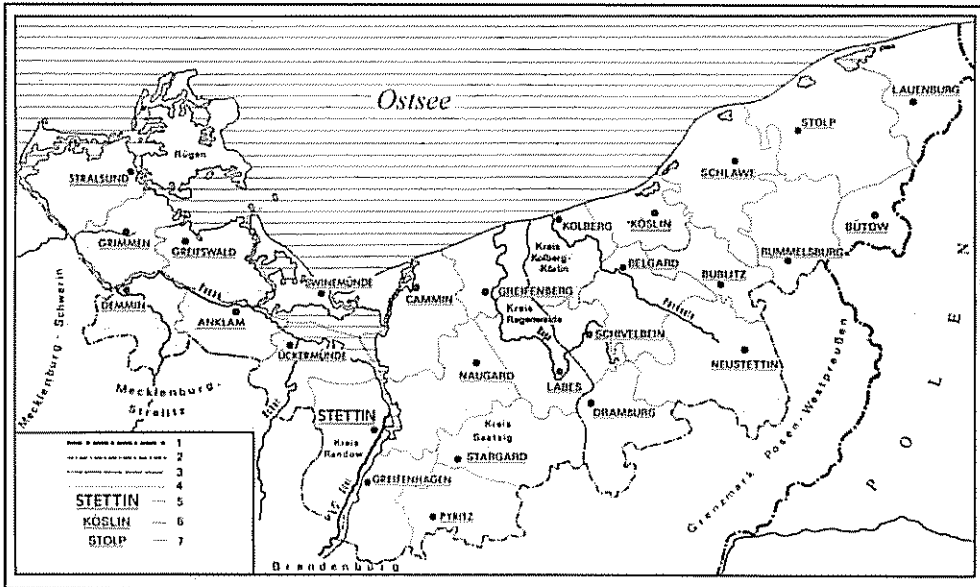 Ostsee
LAUENBURG
STOLP
Rügen
STRALSUND
SCHLAWE
KOLBERG
KÖSLIN
BÜTOW
GRIMMEN
GREIFSWALD
Kreis
Kolberg-
Köslin
BELGARD
RUMMELSBURG
BUBLITZ
SWINEMÜNDE
CAMMIN
GREIFENBERG
DEMMIN
ANKLAM
Kreis
Regenwalde
SCHIVELBEIN
ÜCKERMÜNDE
NAUGARD
LABES
NEUSTETTIN
Mecklenburg - Schwerin
Mecklenburg-
Strelitz
DRAMBURG
STETTIN
Kreis
Randow
Kreis
Saatzig
STARGARD
GREIFENHAGEN
PYRITZ
Grenzmark Posen-Westpreußen
POLEN
Brandenburg
1
2
3
4
STETTIN – 5
KÖSLIN – 6
STOLP – 7